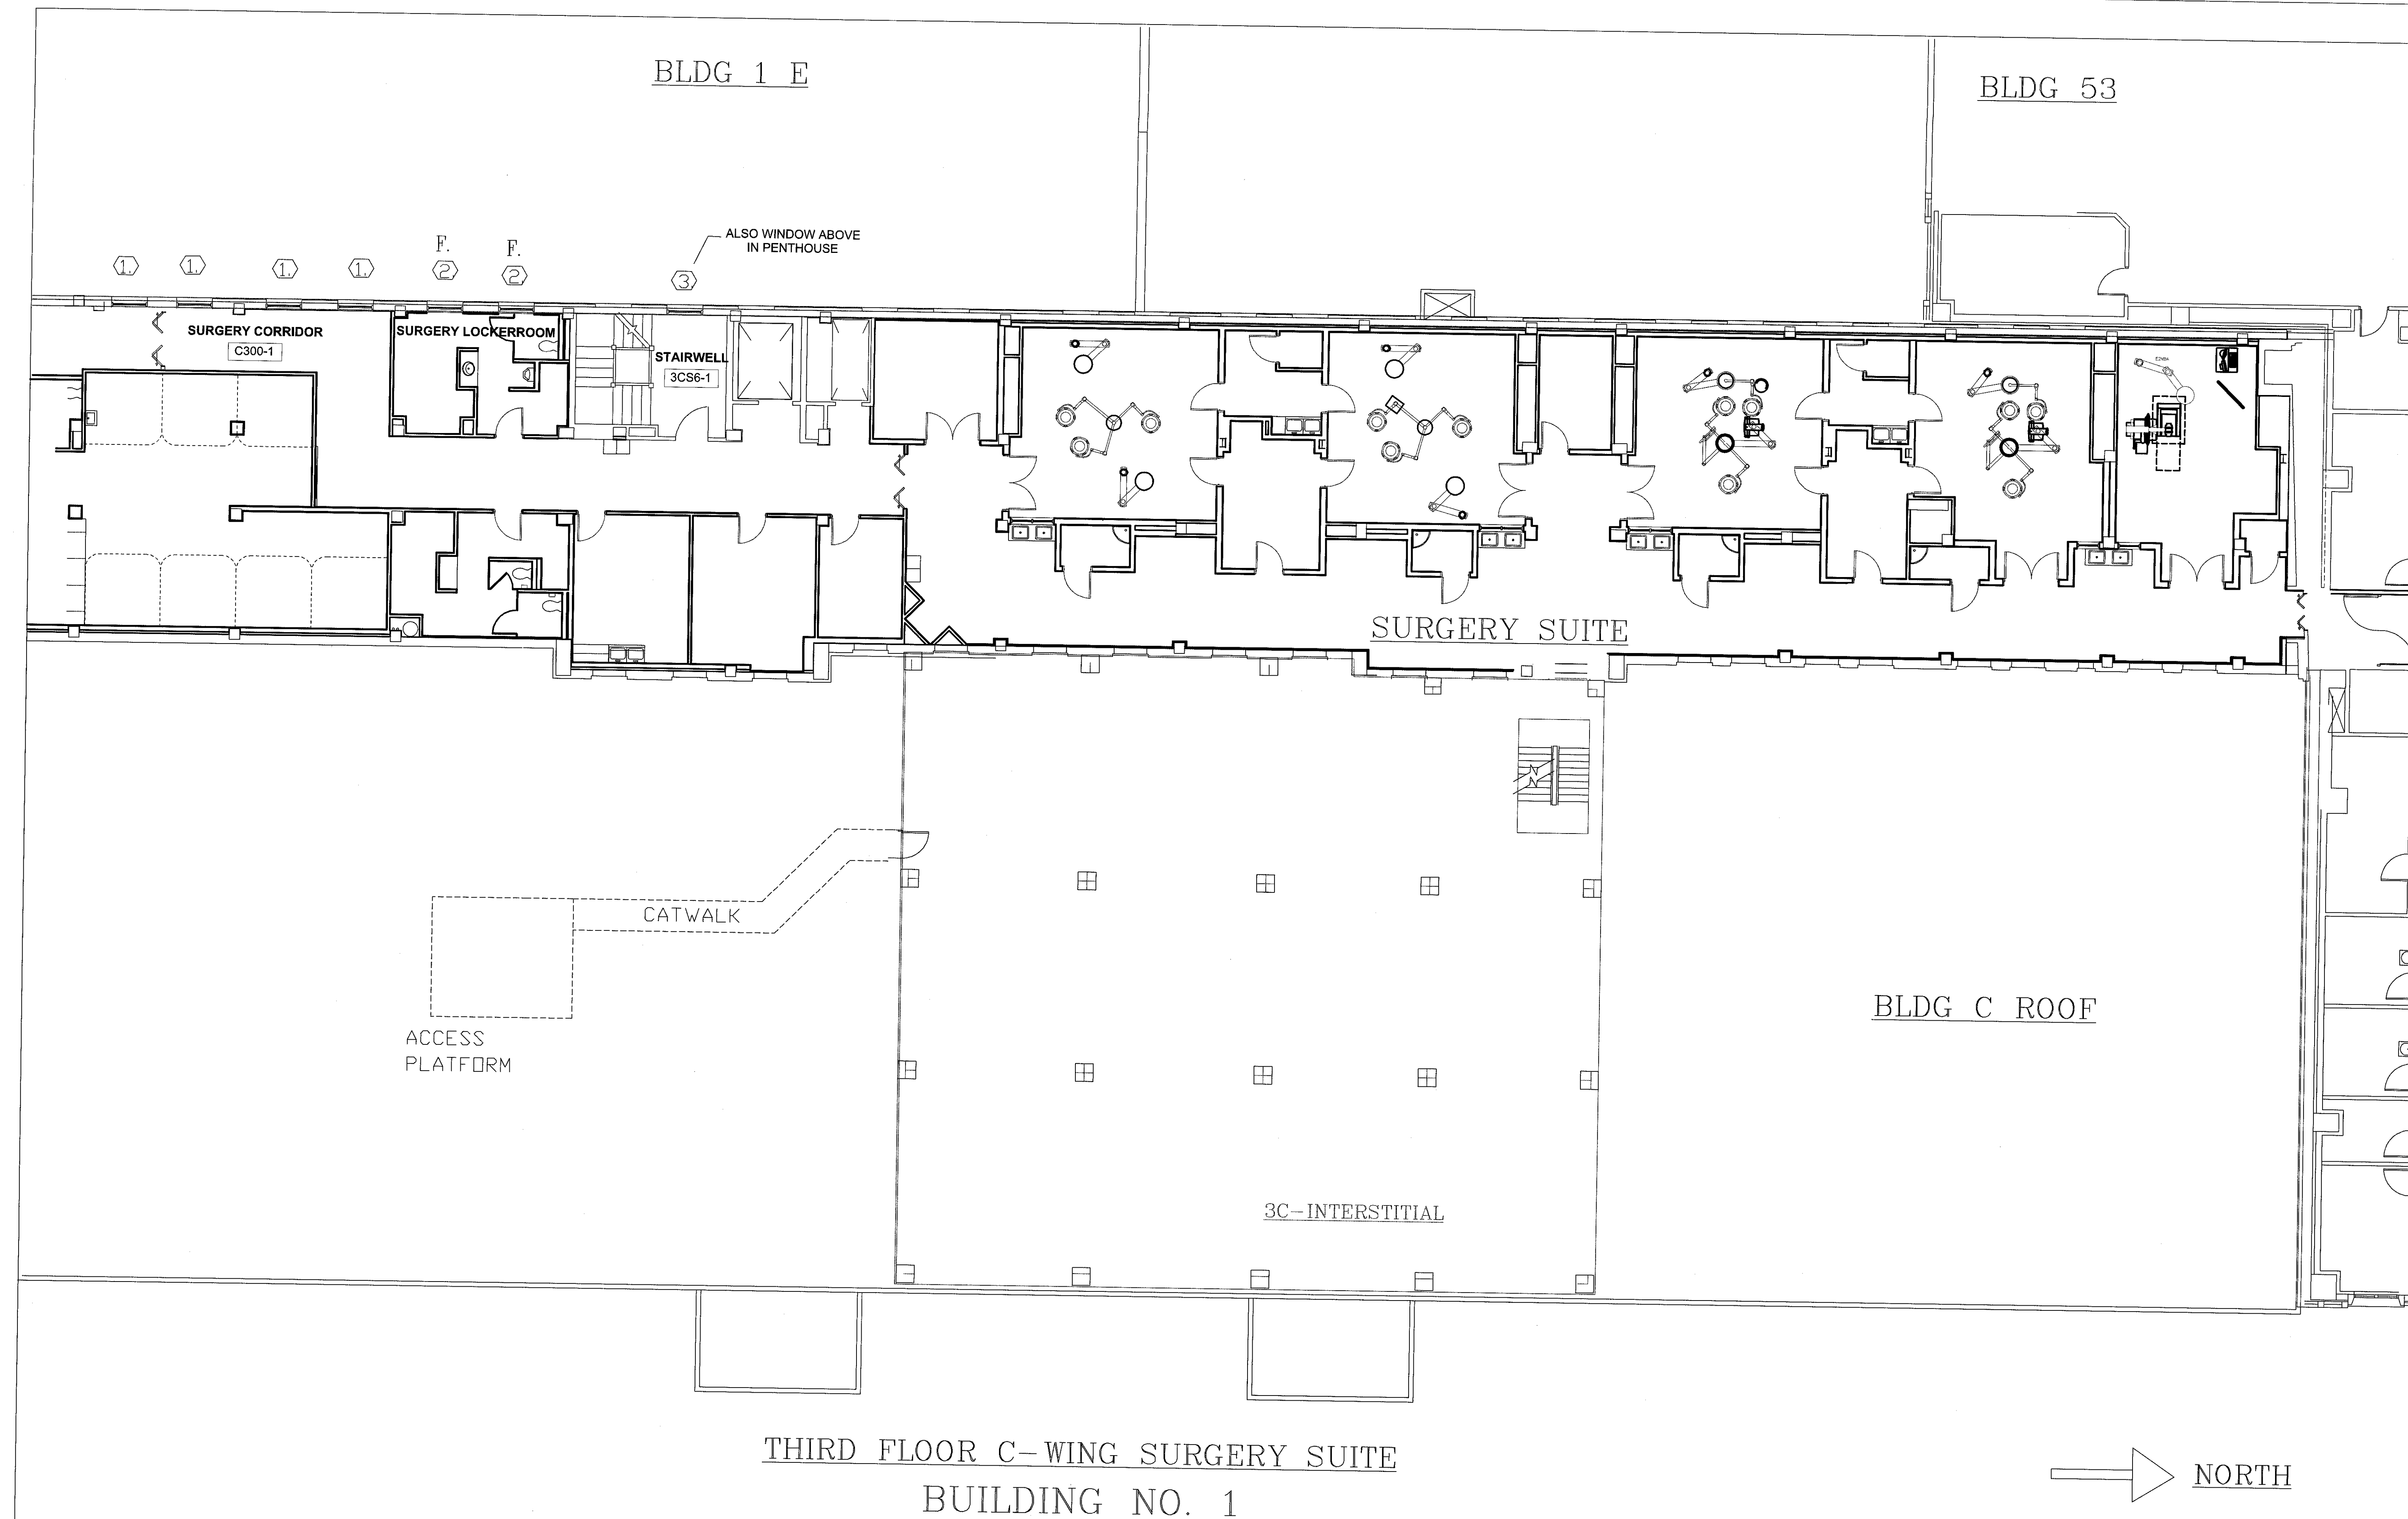 BLDG 1 E
BLDG 53
ALSO WINDOW ABOVE
IN PENTHOUSE
F.
F.
1.
1.
1.
1.
2.
2.
3
SURGERY CORRIDOR
C300-1
SURGERY LOCKERROOM
STAIRWELL
3CS6-1
SURGERY SUITE
CATWALK
ACCESS
PLATFORM
BLDG C ROOF
3C-INTERSTITIAL
THIRD FLOOR C-WING SURGERY SUITE
BUILDING NO. 1
NORTH